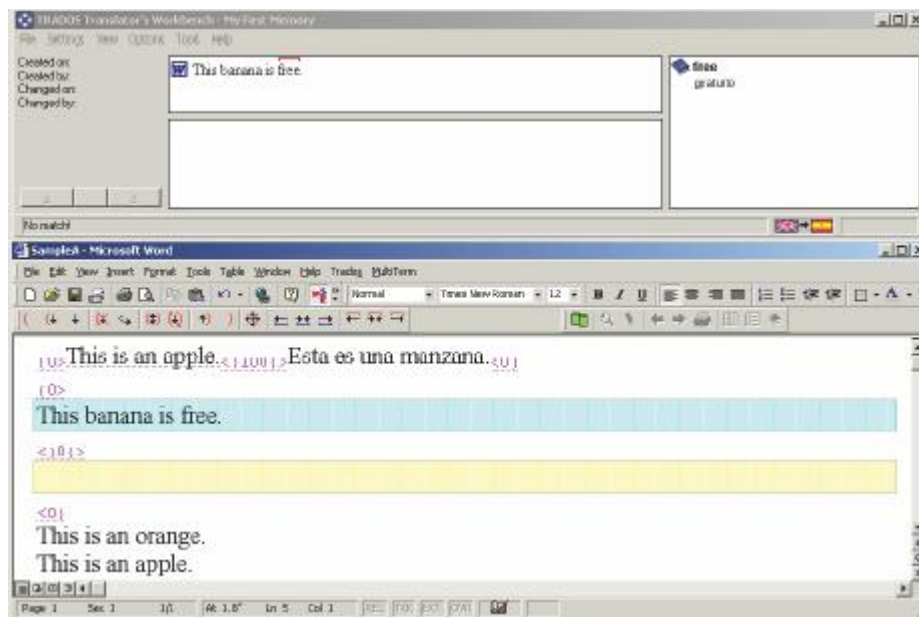 TRADOS Translator's Workbench - My First Memory
File Settings View Options Tools Help
Created on:
Created by:
Changed on:
Changed by:
This banana is free.
free
gratuito
No match!
SampleA - Microsoft Word
File Edit View Insert Format Tools Table Window Help Trados MultiTerm
Normal Times New Roman 12 B I U A
{0>This is an apple.<}100{>Esta es una manzana.<0}
{0>
This banana is free.
<}0{>
<0}
This is an orange.
This is an apple.
Page 1 Sec 1 1/1 At 1.8" Ln 5 Col 1 REC TRK EXT OVR